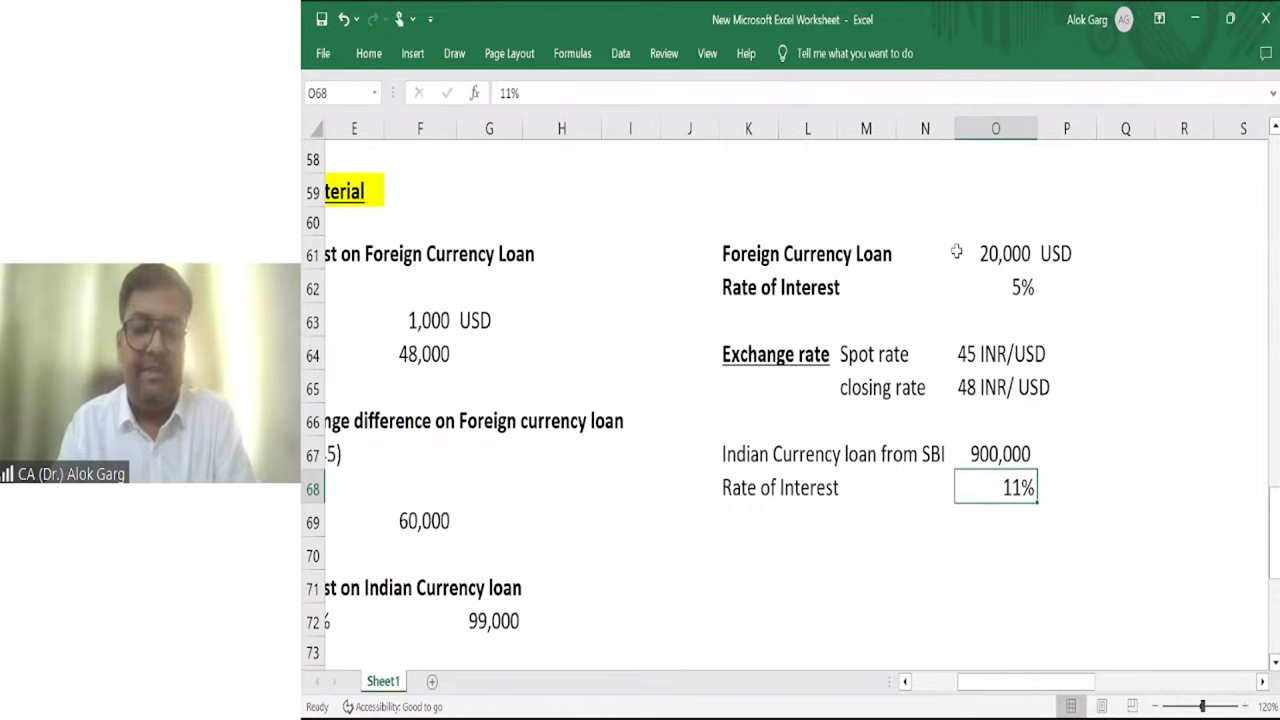 New Microsoft Excel Worksheet - Excel
Alok Garg AG
File Home Insert Draw Page Layout Formulas Data Review View Help Tell me what you want to do
O68 fx 11%
E F G H I J K L M N O P Q R S
58
59 terial
60
61 st on Foreign Currency Loan Foreign Currency Loan 20,000 USD
62 Rate of Interest 5%
63 1,000 USD
64 48,000 Exchange rate Spot rate 45 INR/USD
65 closing rate 48 INR/ USD
66 nge difference on Foreign currency loan
67 5) Indian Currency loan from SBI 900,000
68 Rate of Interest 11%
69 60,000
70
71 st on Indian Currency loan
72 % 99,000
73
CA (Dr.) Alok Garg
Sheet1
Ready Accessibility: Good to go 120%